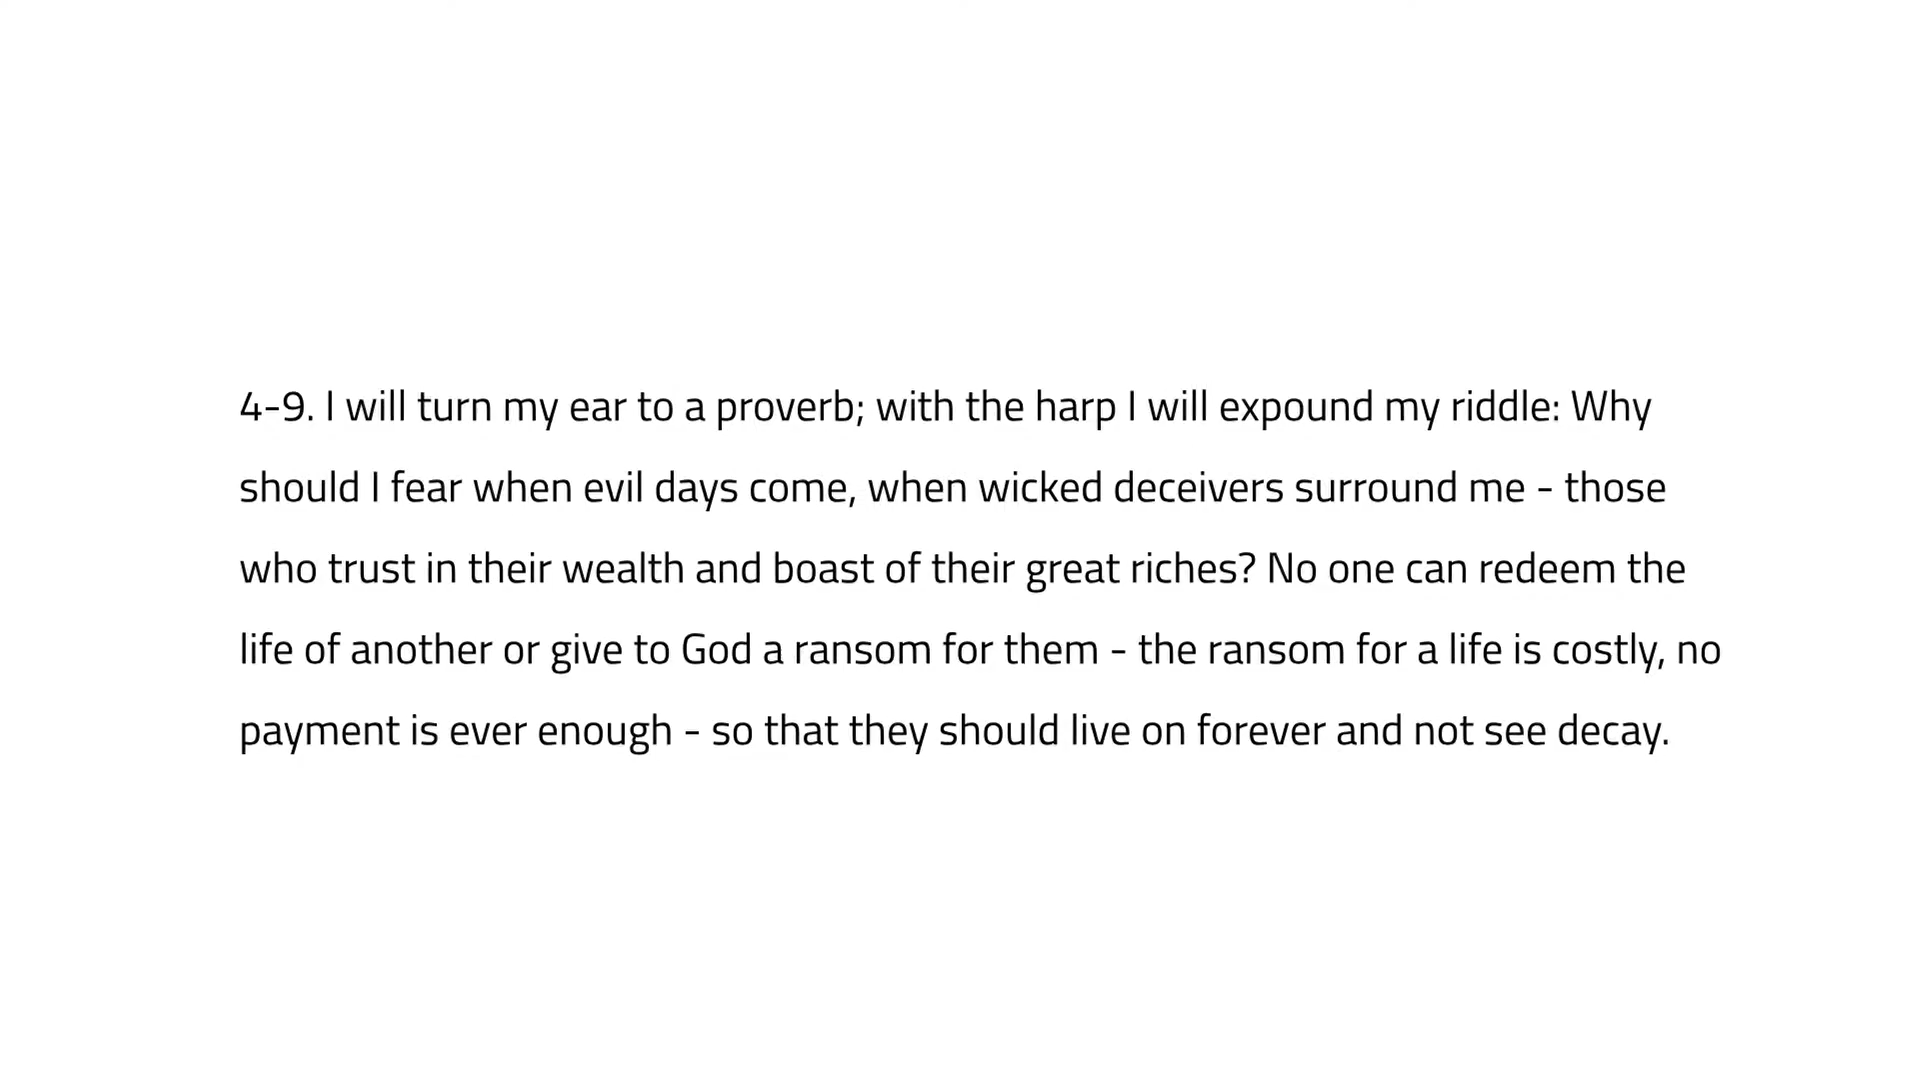 4-9. I will turn my ear to a proverb; with the harp I will expound my riddle: Why
should I fear when evil days come, when wicked deceivers surround me - those
who trust in their wealth and boast of their great riches? No one can redeem the
life of another or give to God a ransom for them - the ransom for a life is costly, no
payment is ever enough - so that they should live on forever and not see decay.